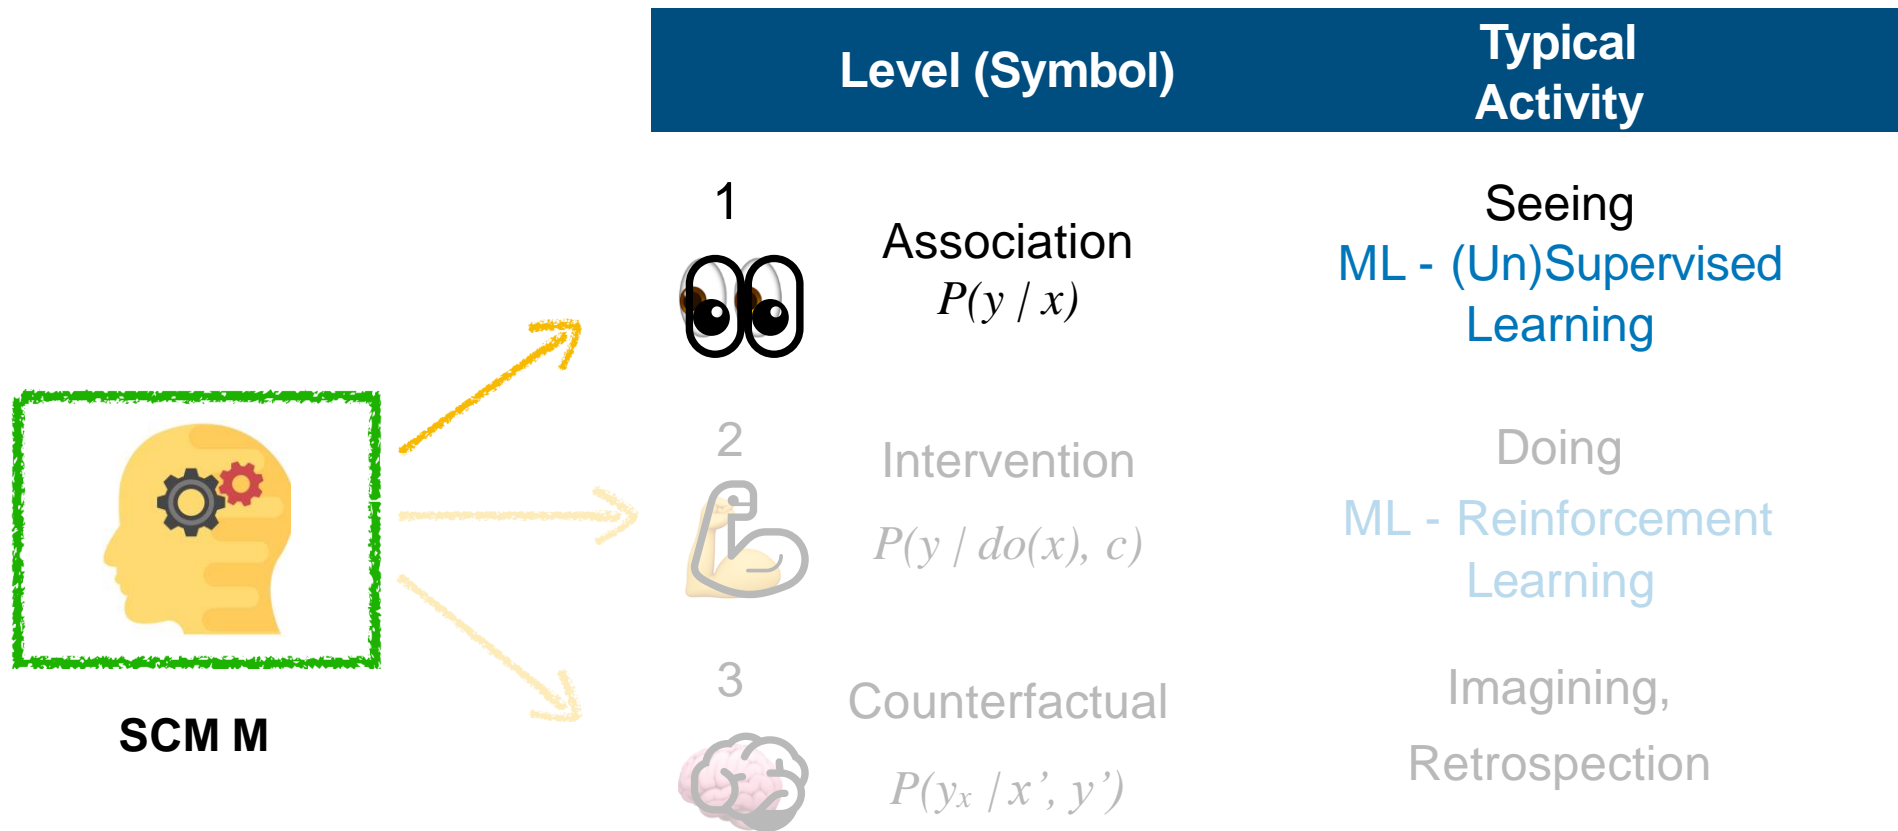 Level (Symbol)
Typical
Activity
1
Association
P(y | x)
Seeing
ML - (Un)Supervised
Learning
2
Intervention
P(y | do(x), c)
Doing
ML - Reinforcement
Learning
3
Counterfactual
P(yₓ | x’, y’)
Imagining,
Retrospection
SCM M